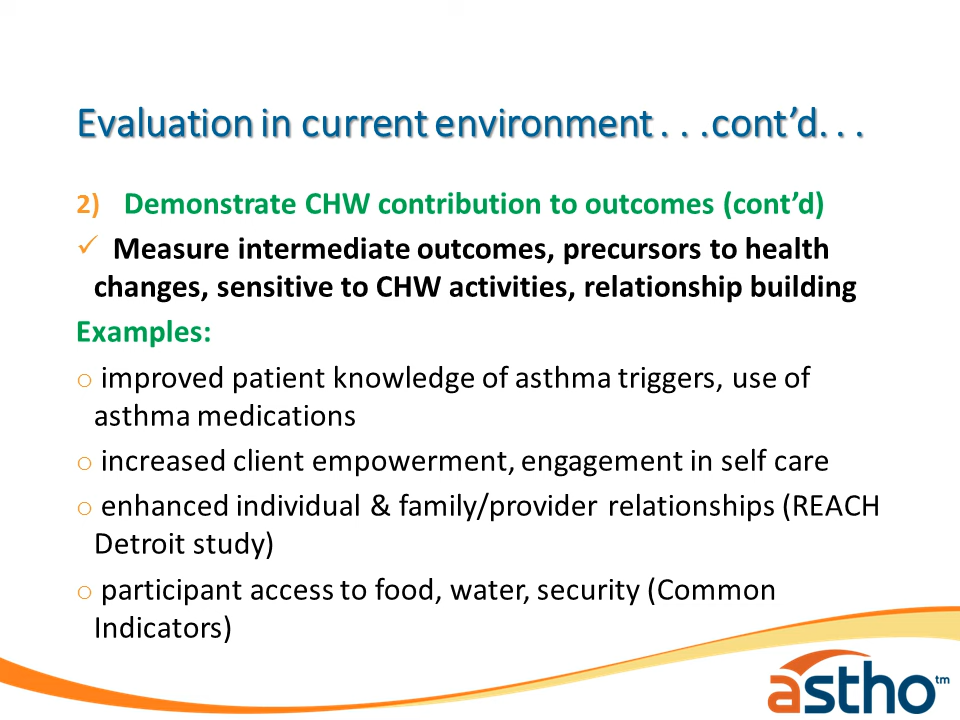 Evaluation in current environment . . .cont’d. . .
2) Demonstrate CHW contribution to outcomes (cont’d)
✓ Measure intermediate outcomes, precursors to health
changes, sensitive to CHW activities, relationship building
Examples:
o improved patient knowledge of asthma triggers, use of
asthma medications
o increased client empowerment, engagement in self care
o enhanced individual & family/provider relationships (REACH
Detroit study)
o participant access to food, water, security (Common
Indicators)
astho™